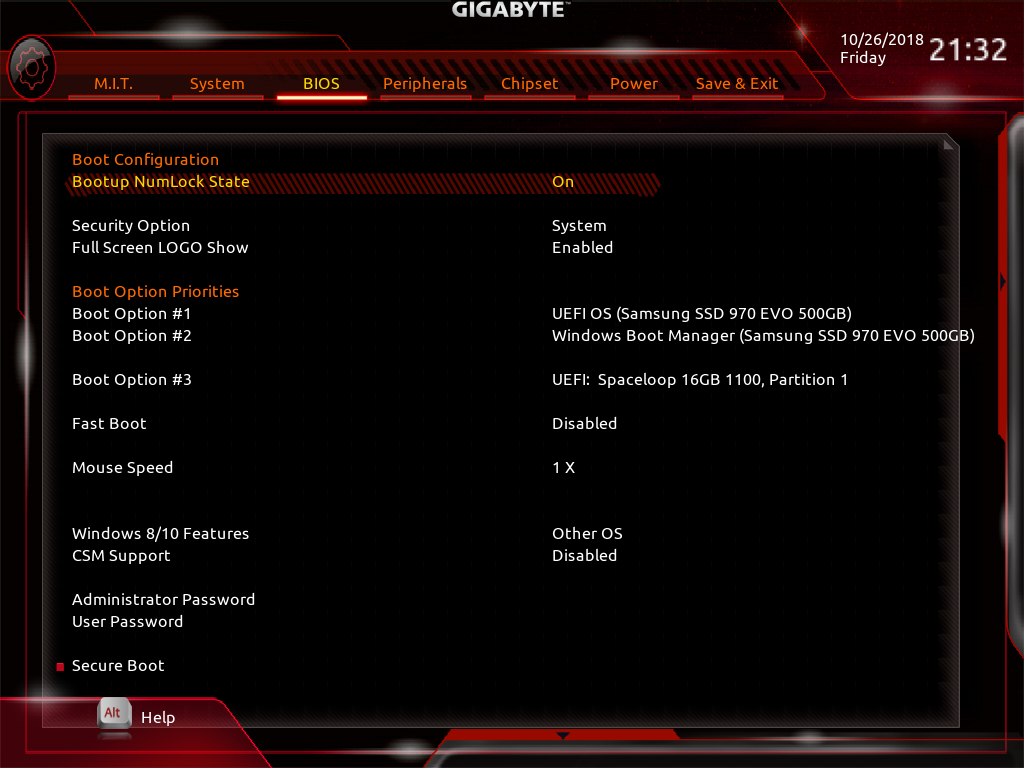 GIGABYTE™
10/26/2018 21:32
Friday
M.I.T. System BIOS Peripherals Chipset Power Save & Exit
Boot Configuration
Bootup NumLock State On
Security Option System
Full Screen LOGO Show Enabled
Boot Option Priorities
Boot Option #1 UEFI OS (Samsung SSD 970 EVO 500GB)
Boot Option #2 Windows Boot Manager (Samsung SSD 970 EVO 500GB)
Boot Option #3 UEFI:  Spaceloop 16GB 1100, Partition 1
Fast Boot Disabled
Mouse Speed 1 X
Windows 8/10 Features Other OS
CSM Support Disabled
Administrator Password
User Password
Secure Boot
Alt Help